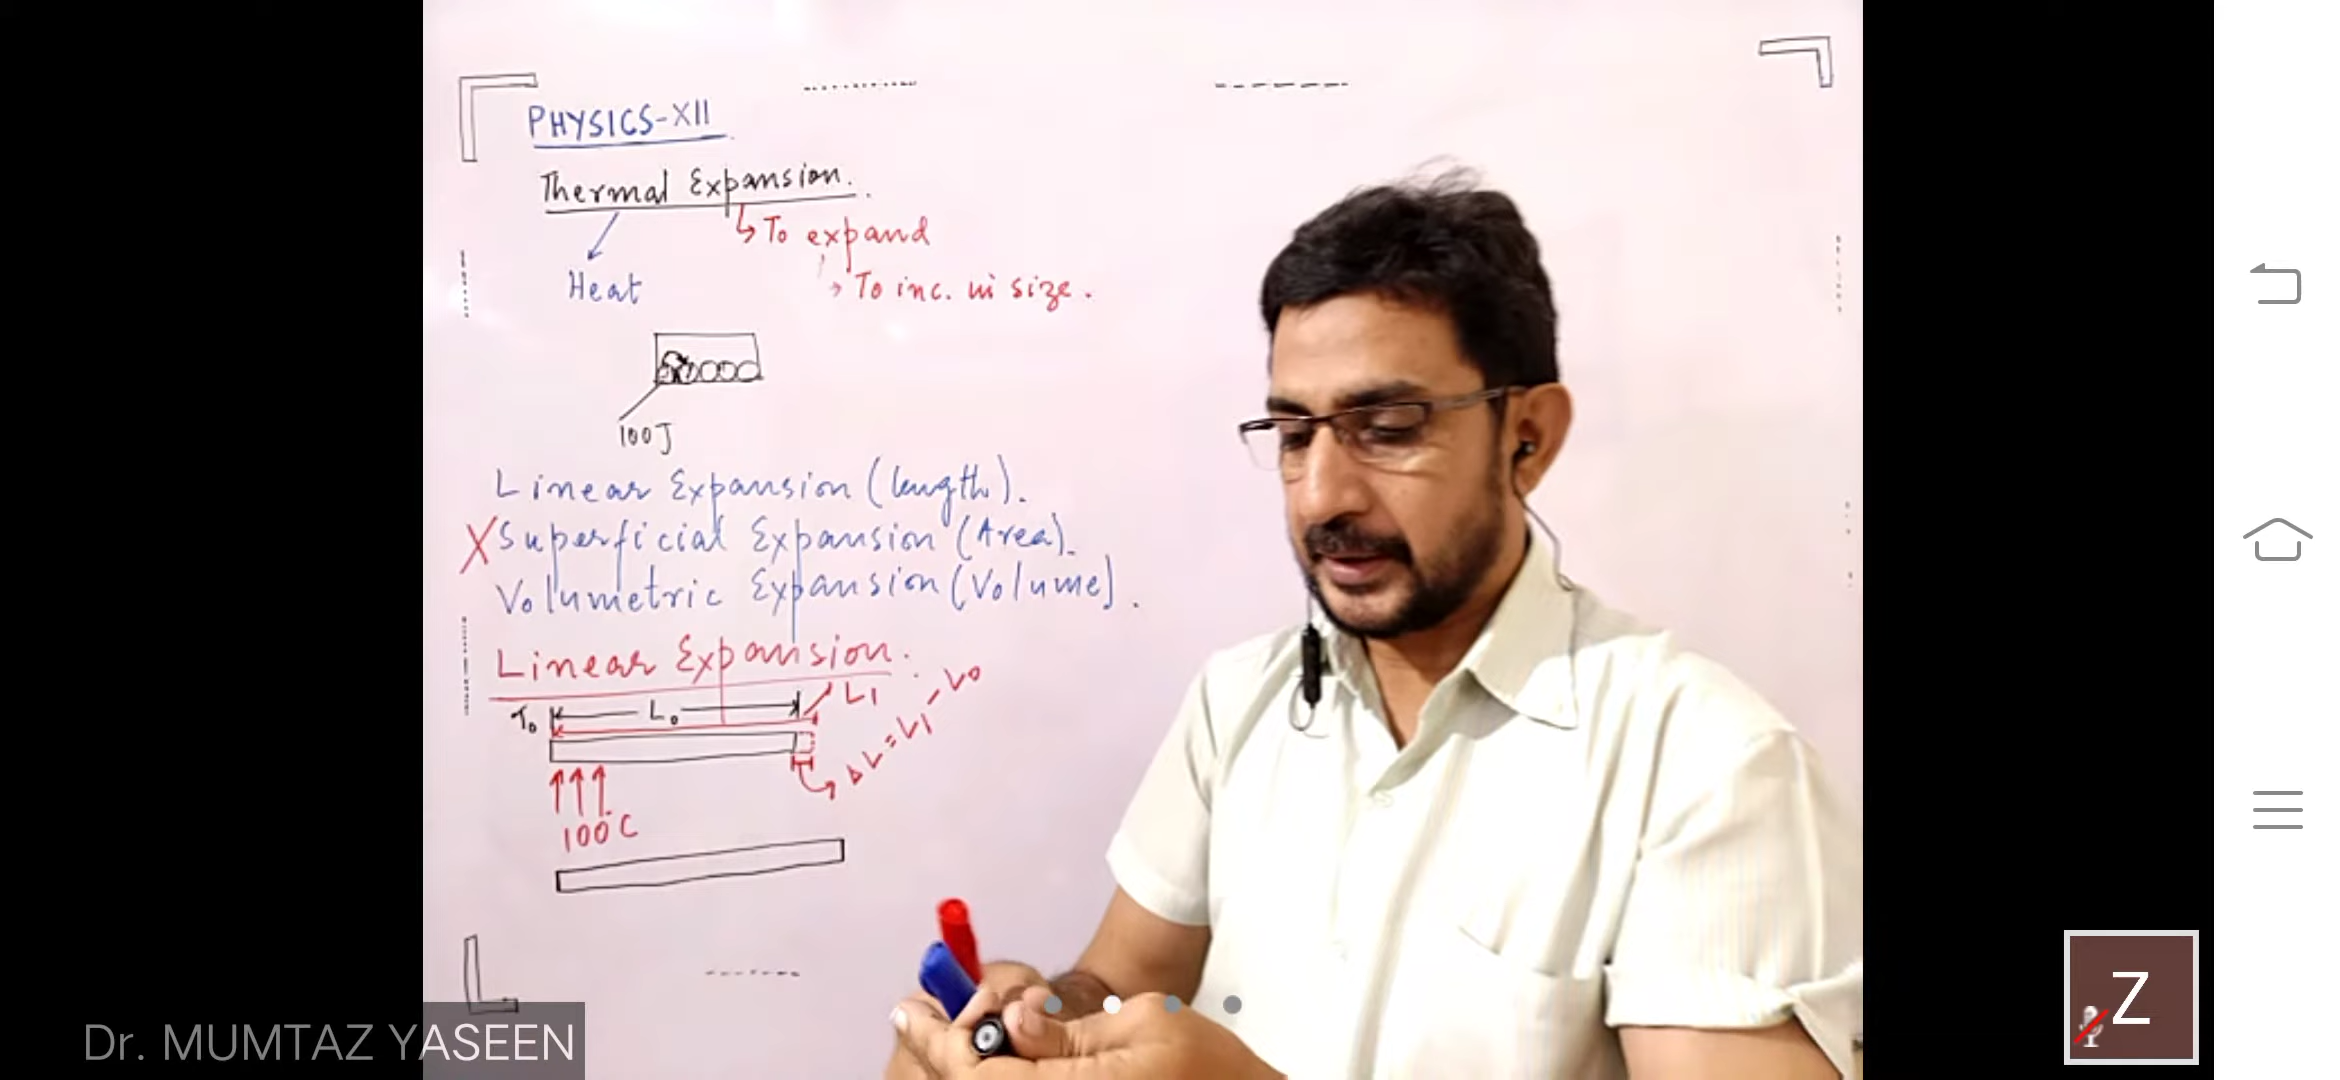 PHYSICS-XII
Thermal Expansion.
To expand
Heat
To inc. in size.
100J
Linear Expansion (length).
X Superficial Expansion (Area).
Volumetric Expansion (Volume).
Linear Expansion.
T₀ L₀ L₁
ΔL = L₁ - L₀
100°C
Dr. MUMTAZ YASEEN
Z